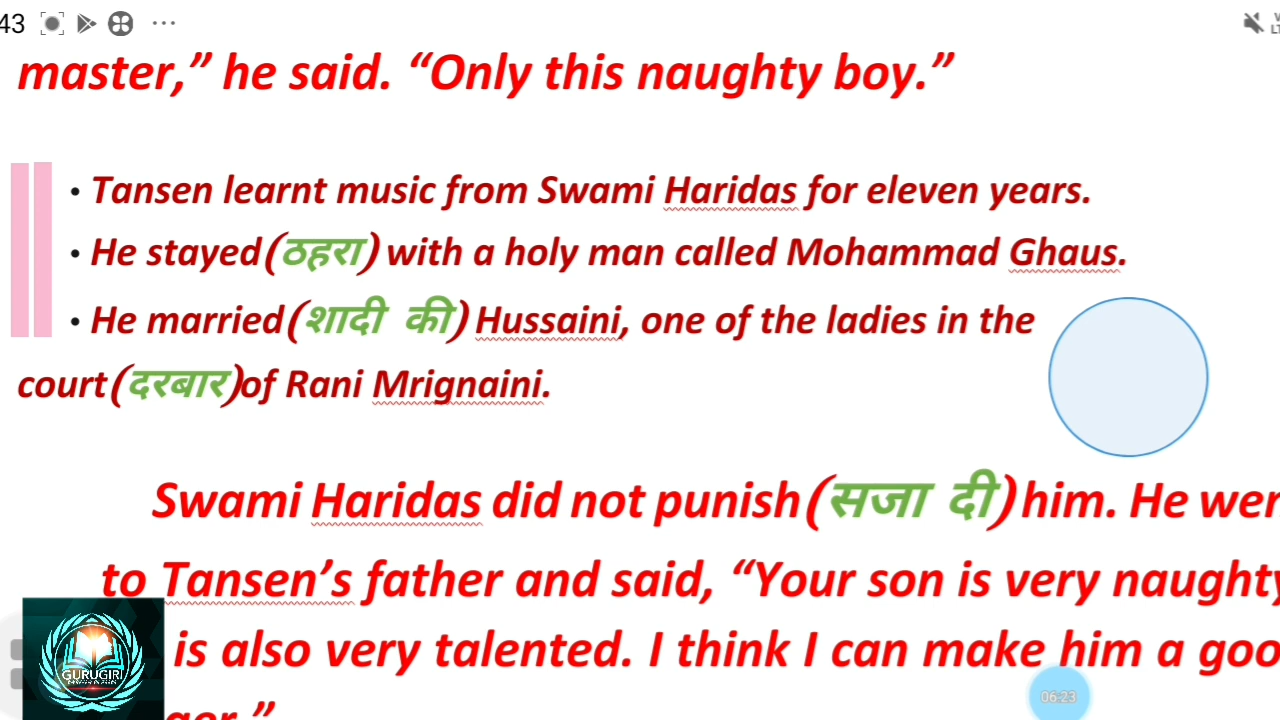 43
master,” he said. “Only this naughty boy.”
• Tansen learnt music from Swami Haridas for eleven years.
• He stayed(ठहरा) with a holy man called Mohammad Ghaus.
• He married(शादी की) Hussaini, one of the ladies in the
court(दरबार)of Rani Mrignaini.
Swami Haridas did not punish(सजा दी)him. He wen
to Tansen’s father and said, “Your son is very naughty
is also very talented. I think I can make him a goo
GURUGIRI
06:23